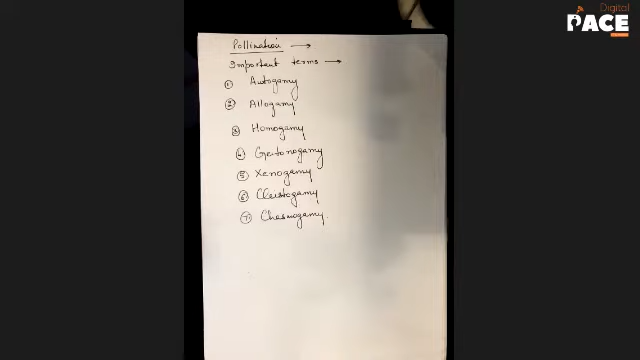 Digital
PACE
Pollination →
Important terms →
① Autogamy
② Allogamy
③ Homogamy
④ Geitonogamy
⑤ Xenogamy
⑥ Cleistogamy
⑦ Chasmogamy.